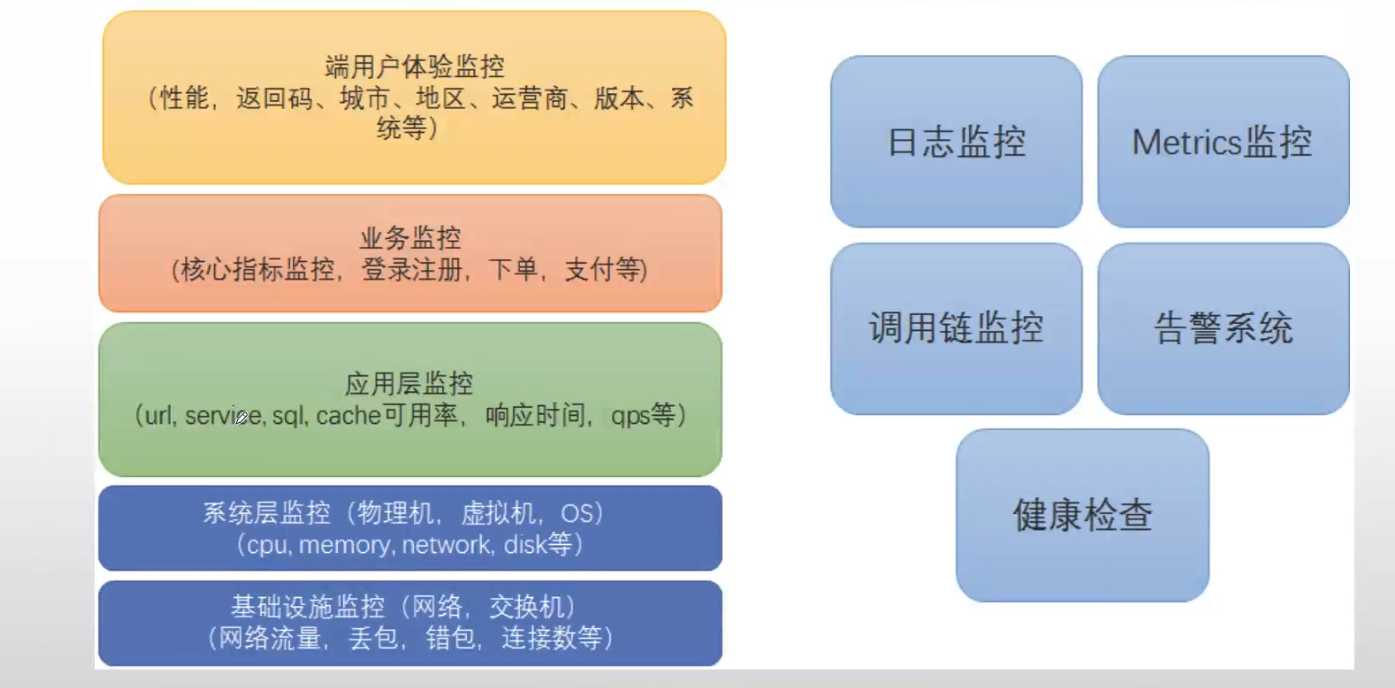 端用户体验监控
（性能，返回码、城市、地区、运营商、版本、系
统等）
业务监控
(核心指标监控，登录注册，下单，支付等)
应用层监控
（url, service, sql, cache可用率，响应时间，qps等）
系统层监控（物理机，虚拟机，OS）
（cpu, memory, network, disk等）
基础设施监控（网络，交换机）
（网络流量，丢包，错包，连接数等）
日志监控
Metrics监控
调用链监控
告警系统
健康检查